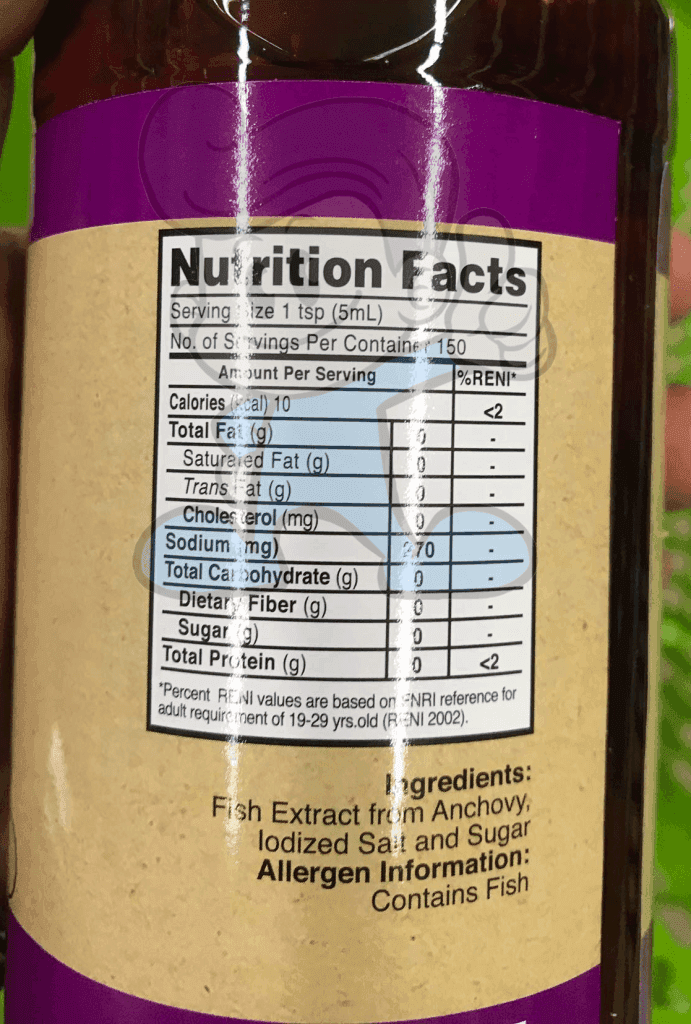 Nutrition Facts
Serving Size 1 tsp (5mL)
No. of Servings Per Container 150
Amount Per Serving %RENI*
Calories (kcal) 10 <2
Total Fat (g) 0 -
Saturated Fat (g) 0 -
Trans Fat (g) 0 -
Cholesterol (mg) 0 -
Sodium (mg) 270 -
Total Carbohydrate (g) 0 -
Dietary Fiber (g) 0 -
Sugar (g) 0 -
Total Protein (g) 0 <2
*Percent RENI values are based on FNRI reference for
adult requirement of 19-29 yrs.old (RENI 2002).
Ingredients:
Fish Extract from Anchovy,
Iodized Salt and Sugar
Allergen Information:
Contains Fish